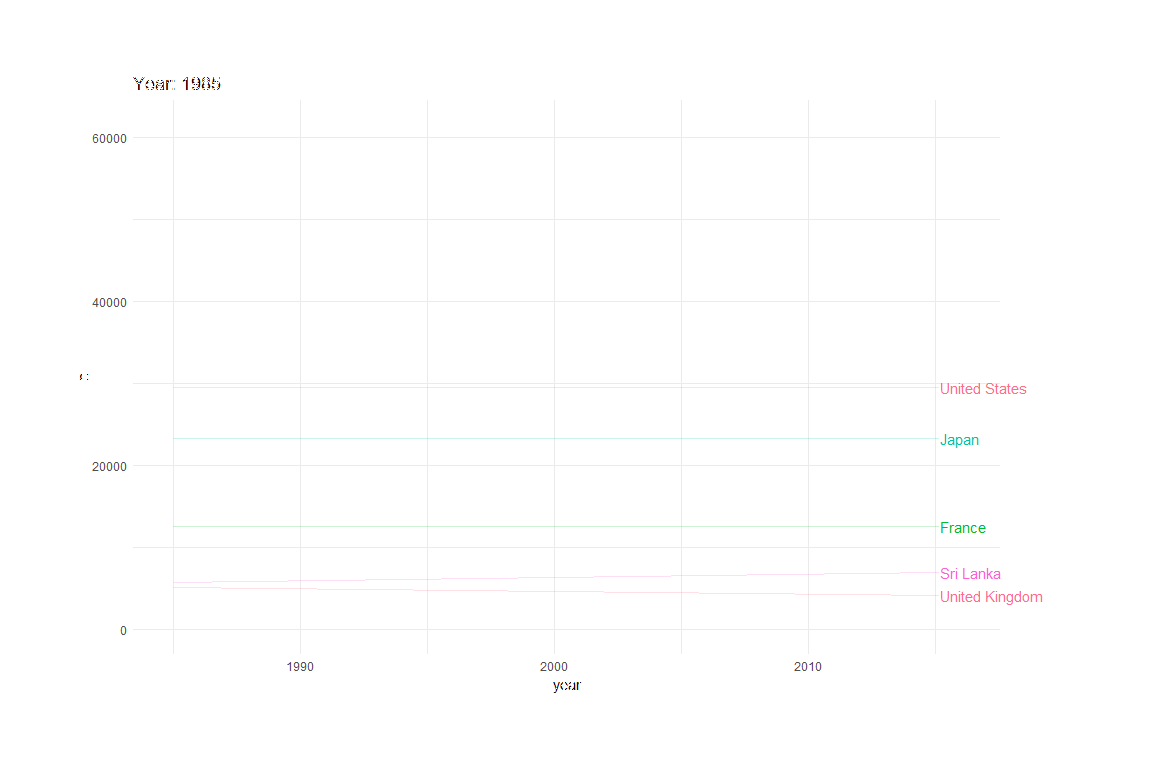 Year: 1985
60000
40000
n
United States
Japan
20000
France
Sri Lanka
United Kingdom
0
1990 2000 2010
year